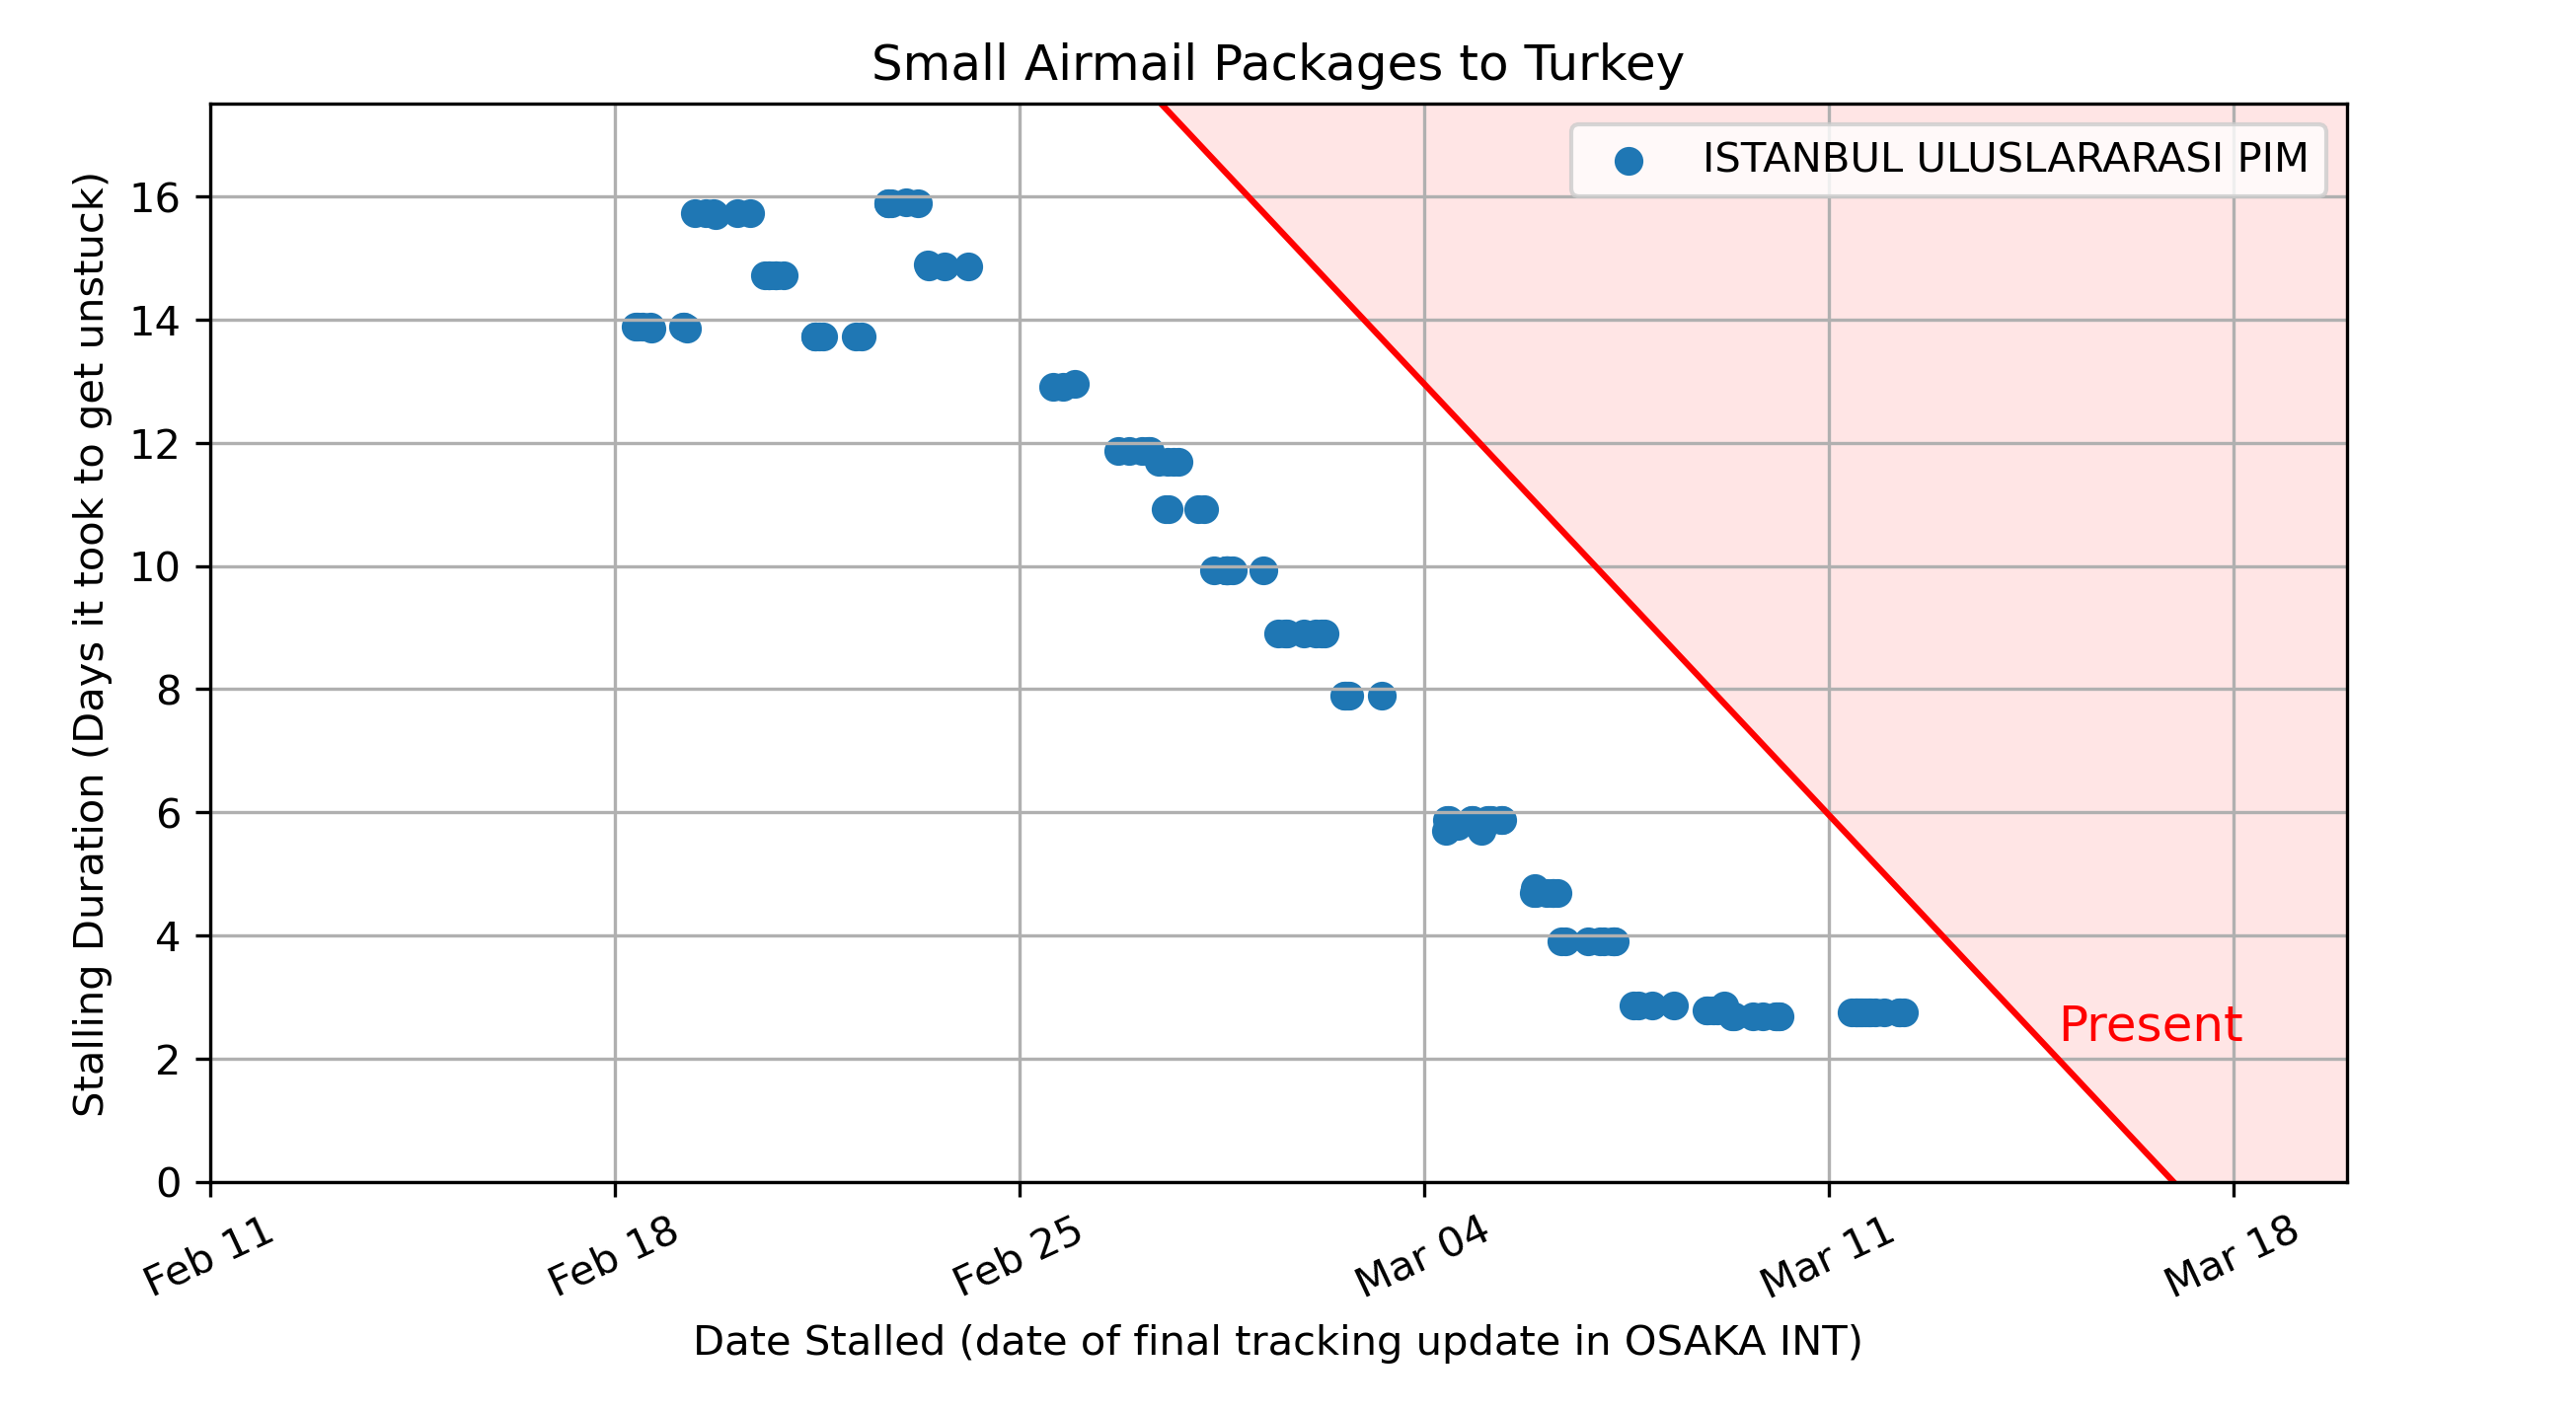 Small Airmail Packages to Turkey
ISTANBUL ULUSLARARASI PIM
Stalling Duration (Days it took to get unstuck)
16
14
12
10
8
6
4
2
0
Present
Feb 11
Feb 18
Feb 25
Mar 04
Mar 11
Mar 18
Date Stalled (date of final tracking update in OSAKA INT)